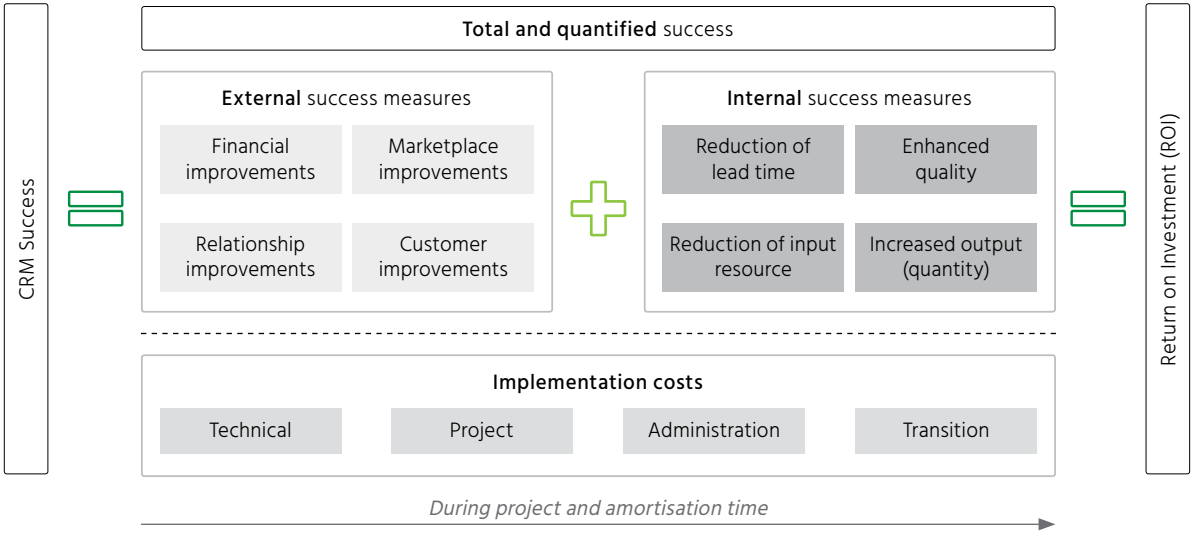 CRM Success
Total and quantified success
External success measures
Financial
improvements
Marketplace
improvements
Relationship
improvements
Customer
improvements
Internal success measures
Reduction of
lead time
Enhanced
quality
Reduction of input
resource
Increased output
(quantity)
Implementation costs
Technical
Project
Administration
Transition
During project and amortisation time
Return on Investment (ROI)